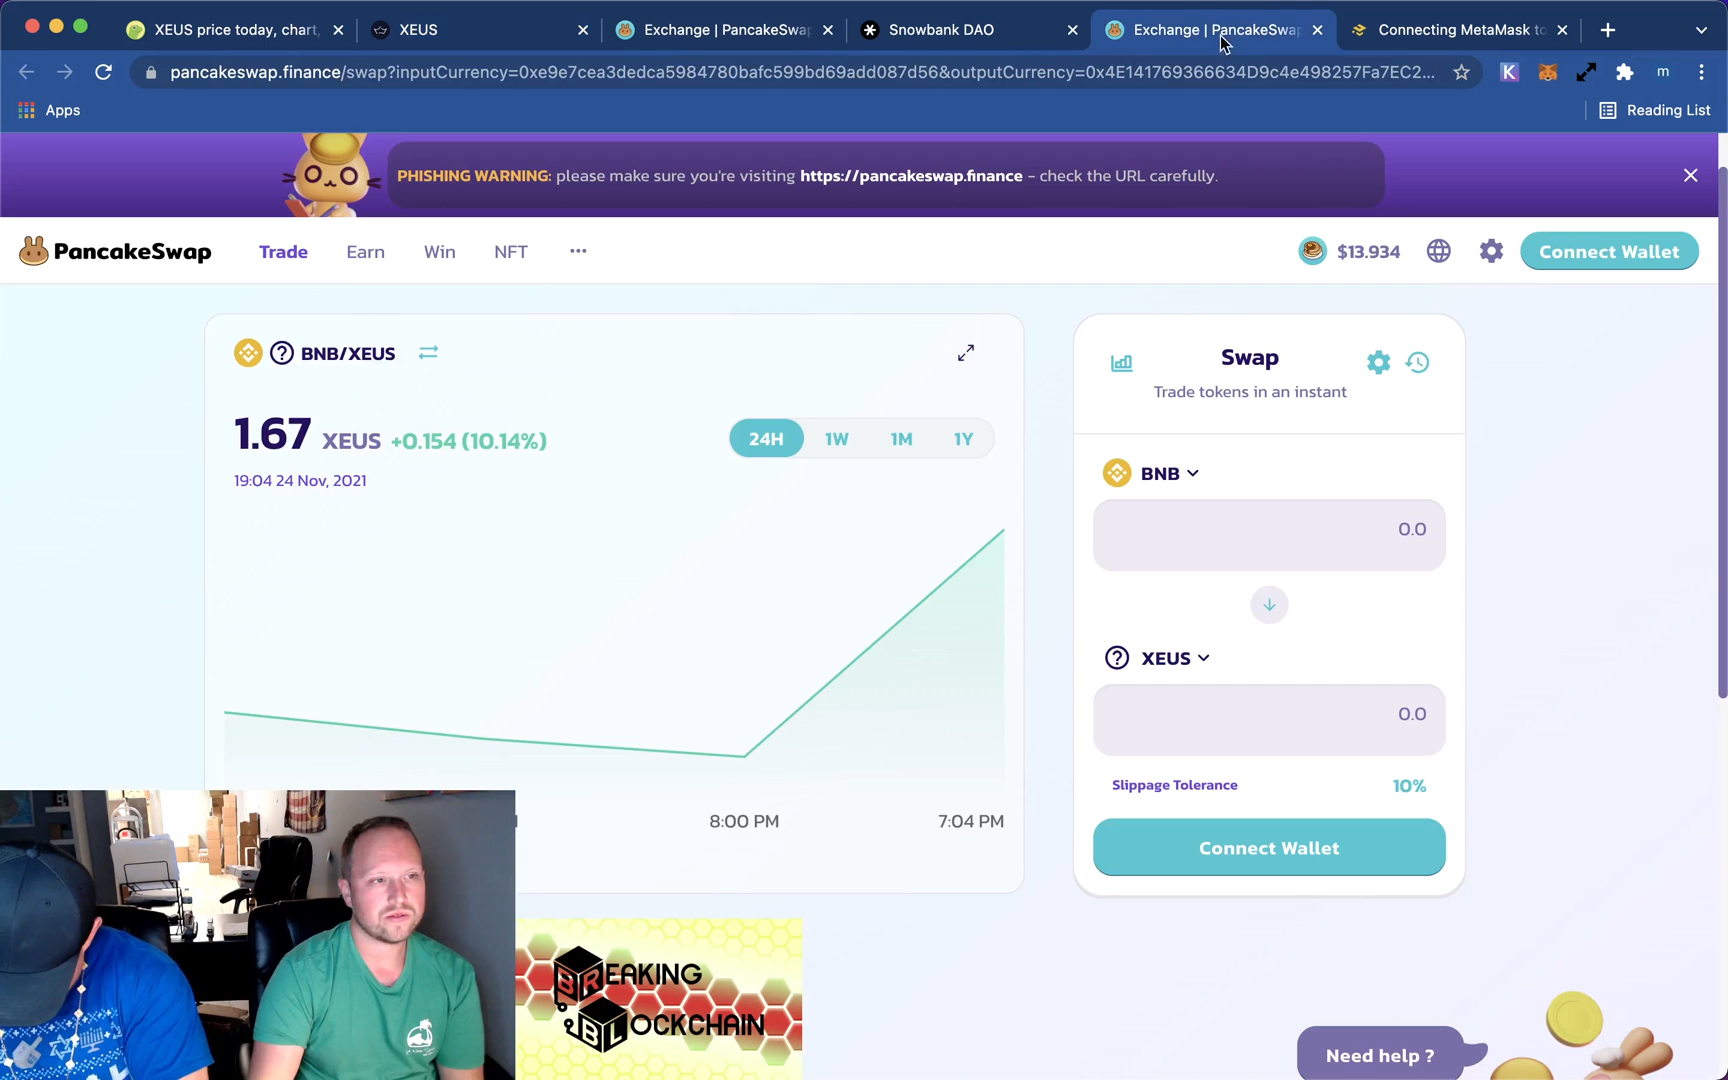 XEUS price today, chart,
XEUS
Exchange | PancakeSwap
Snowbank DAO
Exchange | PancakeSwap
Connecting MetaMask to
pancakeswap.finance/swap?inputCurrency=0xe9e7cea3dedca5984780bafc599bd69add087d56&outputCurrency=0x4E141769366634D9c4e498257Fa7EC2...
K
m
Apps
Reading List
PHISHING WARNING: please make sure you're visiting https://pancakeswap.finance - check the URL carefully.
PancakeSwap
Trade
Earn
Win
NFT
$13.934
Connect Wallet
BNB/XEUS
1.67 XEUS +0.154 (10.14%)
24H
1W
1M
1Y
19:04 24 Nov, 2021
8:00 PM
7:04 PM
Swap
Trade tokens in an instant
BNB
0.0
XEUS
0.0
Slippage Tolerance
10%
Connect Wallet
BREAKING
BLOCKCHAIN
Need help ?